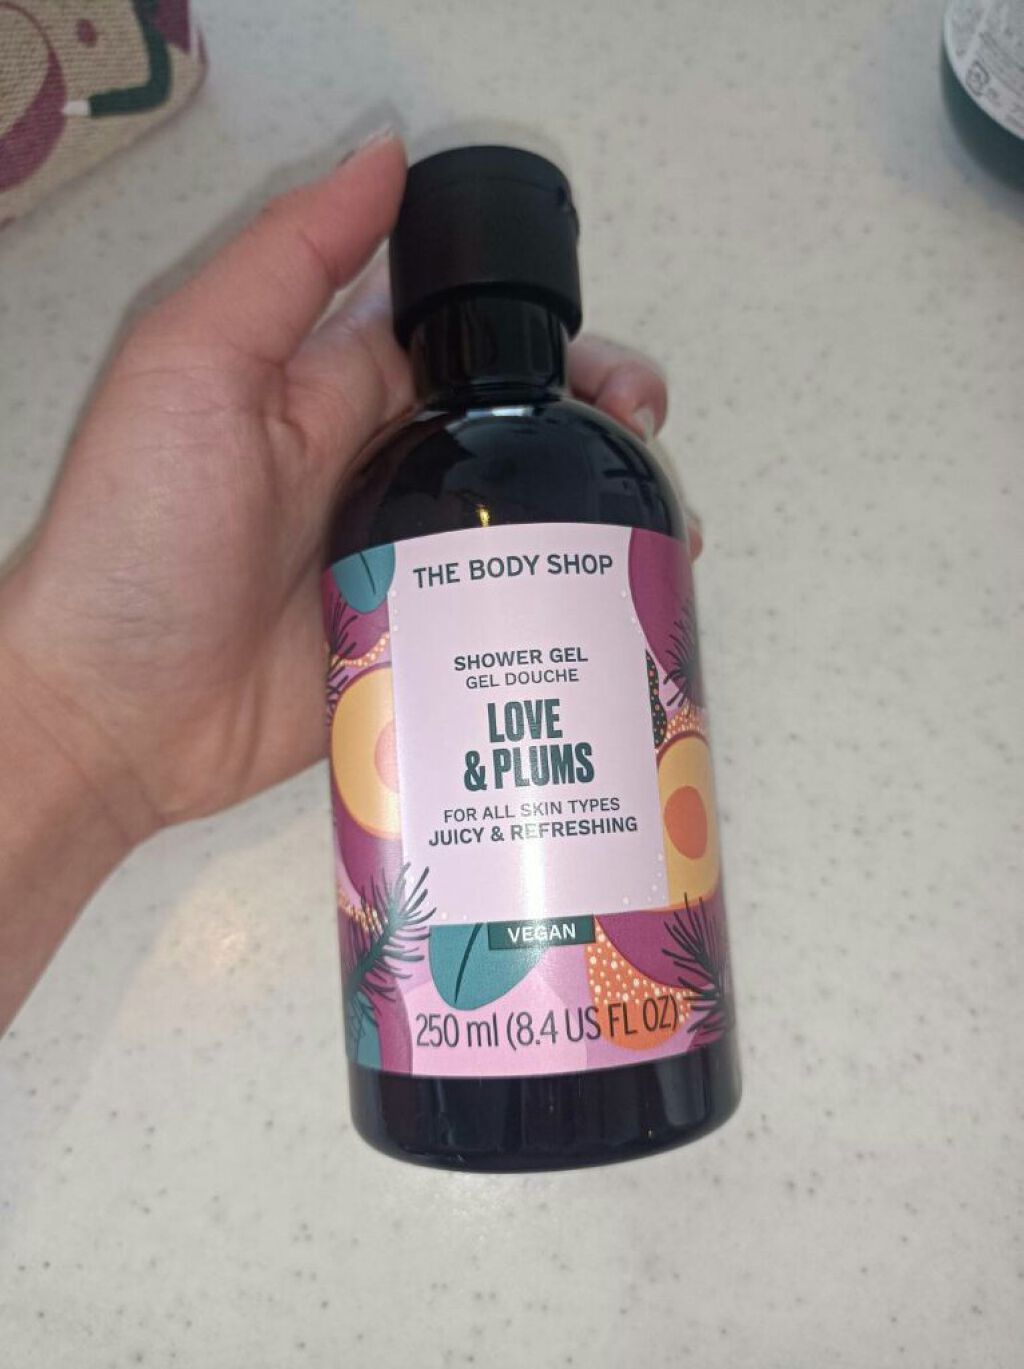 THE BODY SHOP
SHOWER GEL
GEL DOUCHE
LOVE
& PLUMS
FOR ALL SKIN TYPES
JUICY & REFRESHING
VEGAN
250 ml (8.4 US FL OZ)